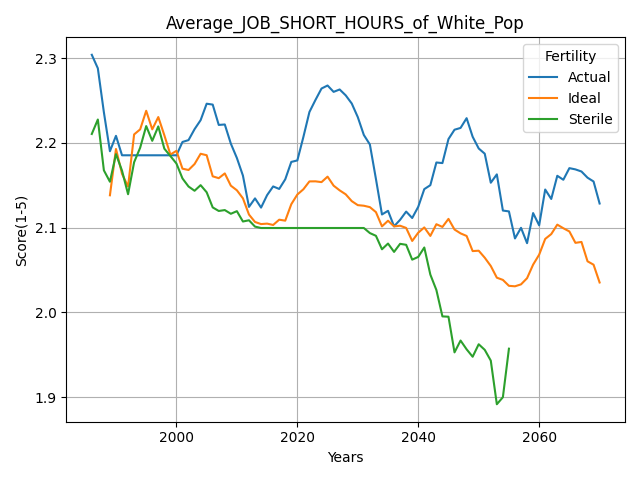 Average_JOB_SHORT_HOURS_of_White_Pop
Fertility
Actual
Ideal
Sterile
Score(1-5)
2.3
2.2
2.1
2.0
1.9
2000 2020 2040 2060
Years